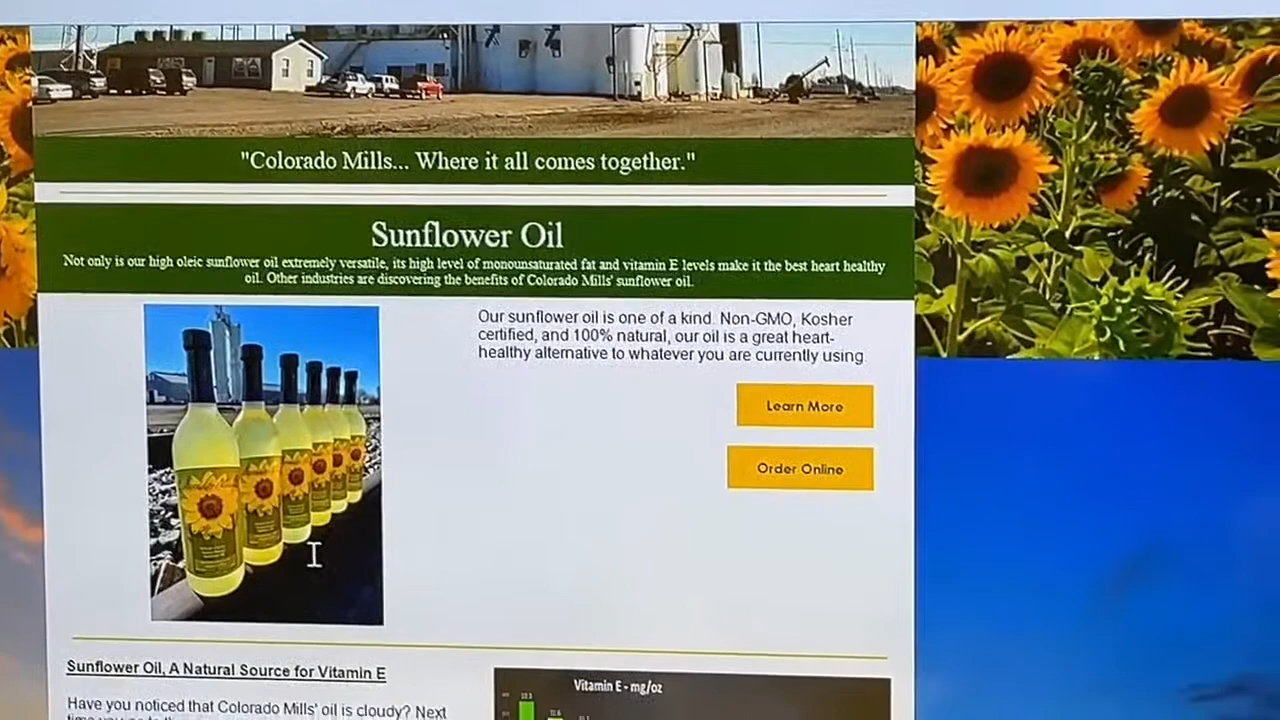 "Colorado Mills... Where it all comes together."
Sunflower Oil
Not only is our high oleic sunflower oil extremely versatile, its high level of monounsaturated fat and vitamin E levels make it the best heart healthy
oil. Other industries are discovering the benefits of Colorado Mills' sunflower oil.
Our sunflower oil is one of a kind. Non-GMO, Kosher
certified, and 100% natural, our oil is a great heart-
healthy alternative to whatever you are currently using.
Learn More
Order Online
Sunflower Oil, A Natural Source for Vitamin E
Have you noticed that Colorado Mills' oil is cloudy? Next
Vitamin E - mg/oz